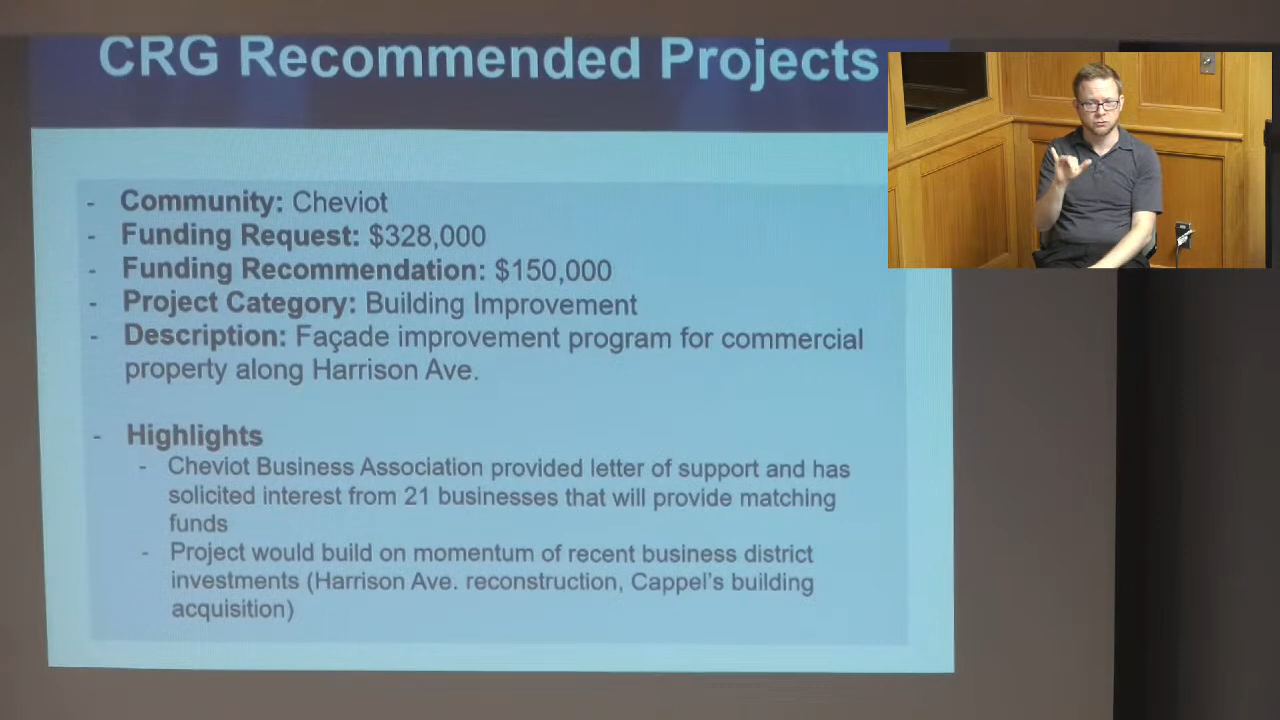 CRG Recommended Projects
- Community: Cheviot
- Funding Request: $328,000
- Funding Recommendation: $150,000
- Project Category: Building Improvement
- Description: Façade improvement program for commercial
property along Harrison Ave.
- Highlights
- Cheviot Business Association provided letter of support and has
solicited interest from 21 businesses that will provide matching
funds
- Project would build on momentum of recent business district
investments (Harrison Ave. reconstruction, Cappel's building
acquisition)